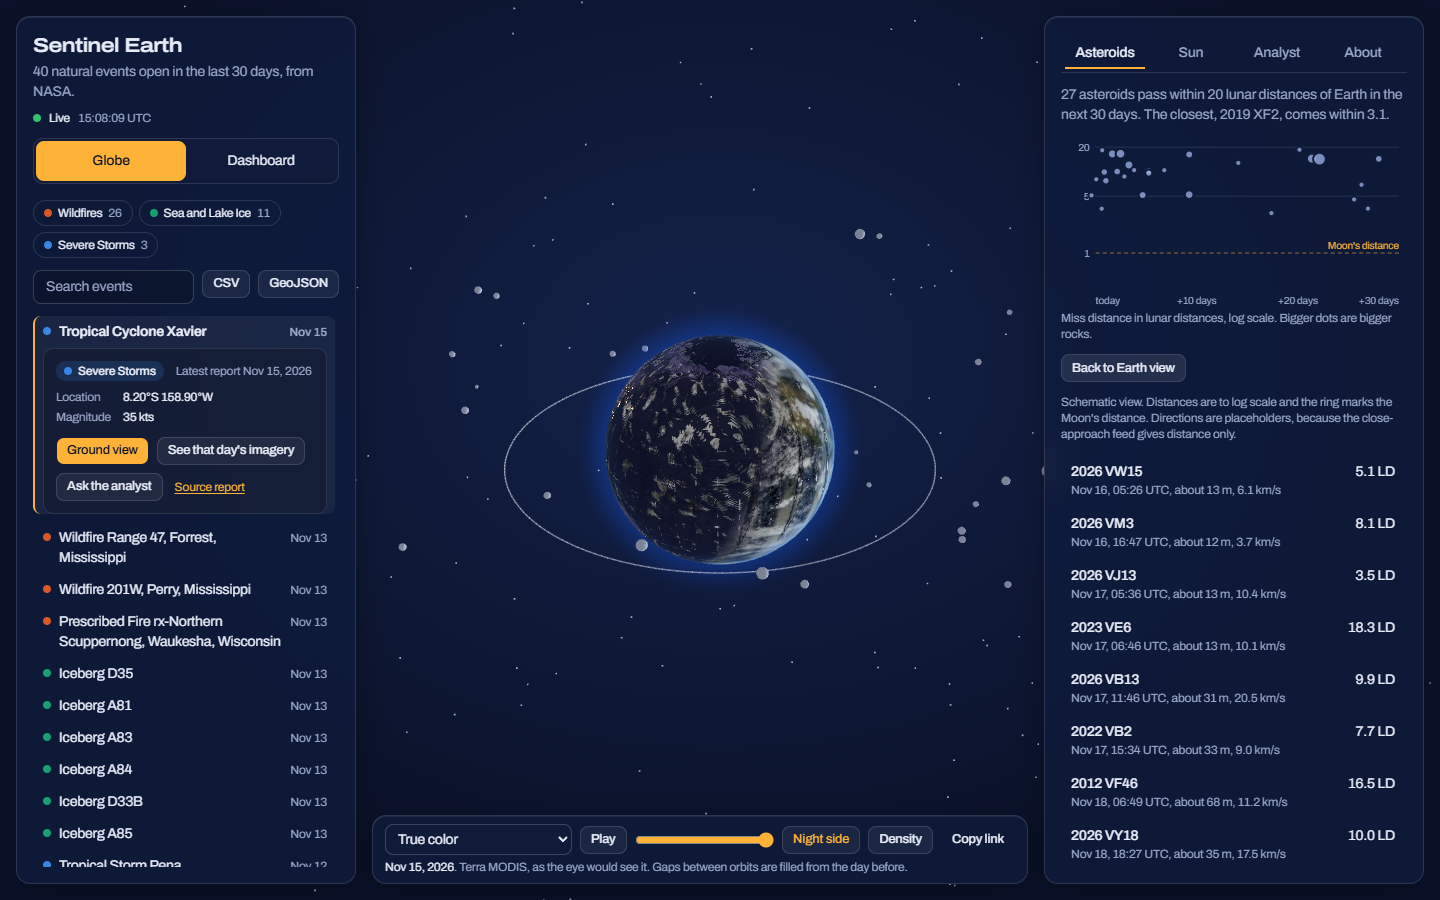 Sentinel Earth
40 natural events open in the last 30 days, from
NASA.
Live 15:08:09 UTC
Globe Dashboard
Wildfires 26 Sea and Lake Ice 11
Severe Storms 3
Search events CSV GeoJSON
Tropical Cyclone Xavier Nov 15
Severe Storms Latest report Nov 15, 2026
Location 8.20°S 158.90°W
Magnitude 35 kts
Ground view See that day's imagery
Ask the analyst Source report
Wildfire Range 47, Forrest, Nov 13
Mississippi
Wildfire 201W, Perry, Mississippi Nov 13
Prescribed Fire rx-Northern Nov 13
Scuppernong, Waukesha, Wisconsin
Iceberg D35 Nov 13
Iceberg A81 Nov 13
Iceberg A83 Nov 13
Iceberg A84 Nov 13
Iceberg D33B Nov 13
Iceberg A85 Nov 13
Tropical Storm Pena Nov 12
True color Play Night side Density Copy link
Nov 15, 2026. Terra MODIS, as the eye would see it. Gaps between orbits are filled from the day before.
Asteroids Sun Analyst About
27 asteroids pass within 20 lunar distances of Earth in the
next 30 days. The closest, 2019 XF2, comes within 3.1.
20
5
Moon's distance
1
today +10 days +20 days +30 days
Miss distance in lunar distances, log scale. Bigger dots are bigger
rocks.
Back to Earth view
Schematic view. Distances are to log scale and the ring marks the
Moon's distance. Directions are placeholders, because the close-
approach feed gives distance only.
2026 VW15 5.1 LD
Nov 16, 05:26 UTC, about 13 m, 6.1 km/s
2026 VM3 8.1 LD
Nov 16, 16:47 UTC, about 12 m, 3.7 km/s
2026 VJ13 3.5 LD
Nov 17, 05:36 UTC, about 13 m, 10.4 km/s
2023 VE6 18.3 LD
Nov 17, 06:46 UTC, about 13 m, 10.1 km/s
2026 VB13 9.9 LD
Nov 17, 11:46 UTC, about 31 m, 20.5 km/s
2022 VB2 7.7 LD
Nov 17, 15:34 UTC, about 33 m, 9.0 km/s
2012 VF46 16.5 LD
Nov 18, 06:49 UTC, about 68 m, 11.2 km/s
2026 VY18 10.0 LD
Nov 18, 18:27 UTC, about 35 m, 17.5 km/s